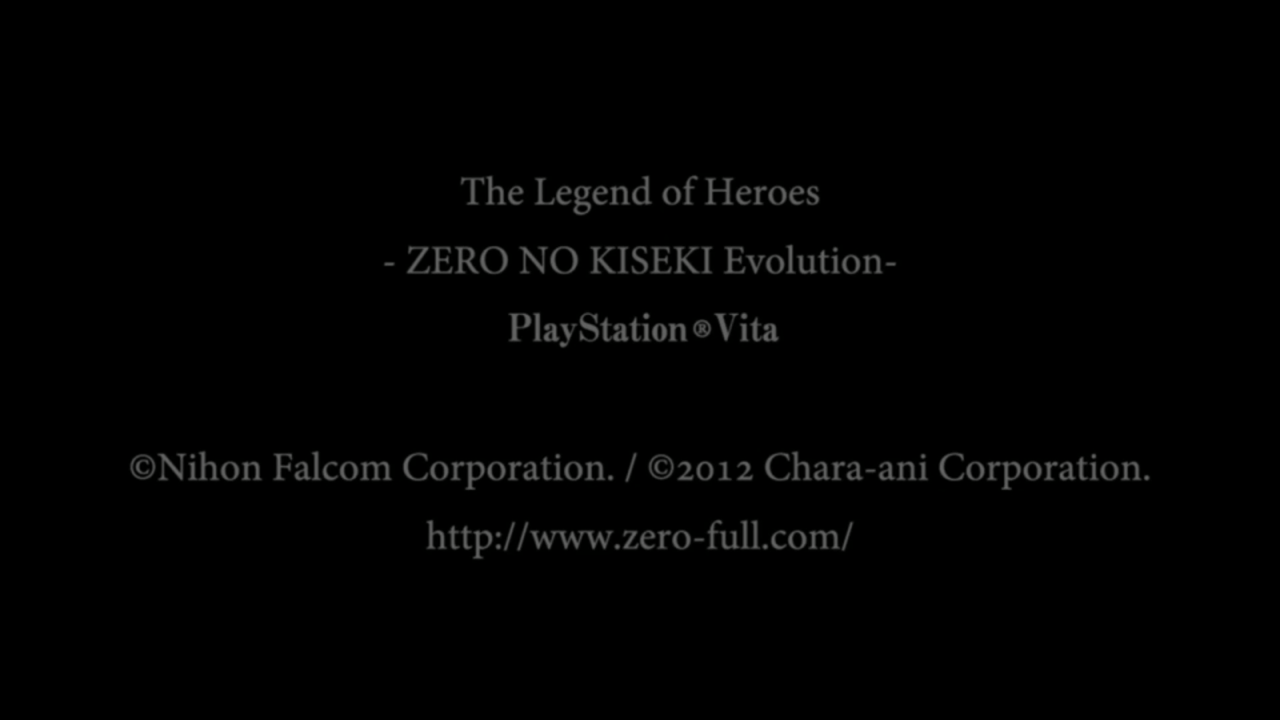 The Legend of Heroes
- ZERO NO KISEKI Evolution-
PlayStation®Vita
©Nihon Falcom Corporation. / ©2012 Chara-ani Corporation.
http://www.zero-full.com/